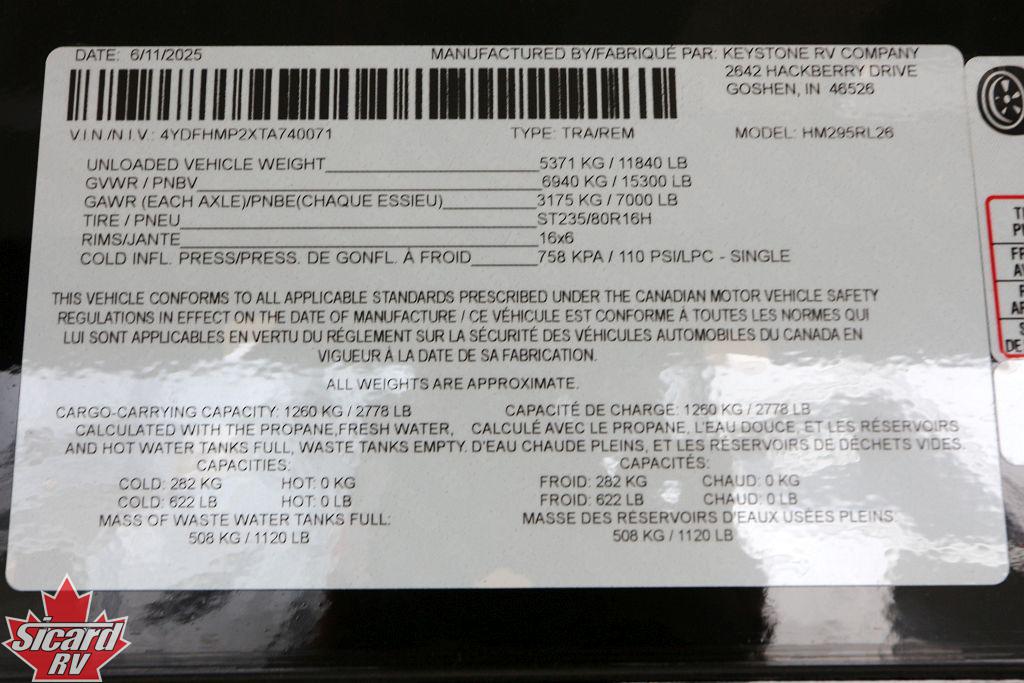 DATE: 6/11/2025
MANUFACTURED BY/FABRIQUÉ PAR: KEYSTONE RV COMPANY
2642 HACKBERRY DRIVE
GOSHEN, IN 46526
V.I.N./N.I.V.: 4YDFHMP2XTA740071 TYPE: TRA/REM MODEL: HM295RL26
UNLOADED VEHICLE WEIGHT 5371 KG / 11840 LB
GVWR / PNBV 6940 KG / 15300 LB
GAWR (EACH AXLE)/PNBE(CHAQUE ESSIEU) 3175 KG / 7000 LB
TIRE / PNEU ST235/80R16H
RIMS/JANTE 16x6
COLD INFL. PRESS/PRESS. DE GONFL. À FROID 758 KPA / 110 PSI/LPC - SINGLE
THIS VEHICLE CONFORMS TO ALL APPLICABLE STANDARDS PRESCRIBED UNDER THE CANADIAN MOTOR VEHICLE SAFETY
REGULATIONS IN EFFECT ON THE DATE OF MANUFACTURE / CE VÉHICULE EST CONFORME À TOUTES LES NORMES QUI
LUI SONT APPLICABLES EN VERTU DU RÉGLEMENT SUR LA SÉCURITÉ DES VÉHICULES AUTOMOBILES DU CANADA EN
VIGUEUR À LA DATE DE SA FABRICATION.
ALL WEIGHTS ARE APPROXIMATE.
CARGO-CARRYING CAPACITY: 1260 KG / 2778 LB
CALCULATED WITH THE PROPANE,FRESH WATER,
AND HOT WATER TANKS FULL, WASTE TANKS EMPTY.
CAPACITIES:
COLD: 282 KG HOT: 0 KG
COLD: 622 LB HOT: 0 LB
MASS OF WASTE WATER TANKS FULL:
508 KG / 1120 LB
CAPACITÉ DE CHARGE: 1260 KG / 2778 LB
CALCULÉ AVEC LE PROPANE, L'EAU DOUCE, ET LES RÉSERVOIRS
D'EAU CHAUDE PLEINS, ET LES RÉSERVOIRS DE DÉCHETS VIDES.
CAPACITÉS:
FROID: 282 KG CHAUD: 0 KG
FROID: 622 LB CHAUD: 0 LB
MASSE DES RÉSERVOIRS D'EAUX USÉES PLEINS:
508 KG / 1120 LB
Sicard
RV